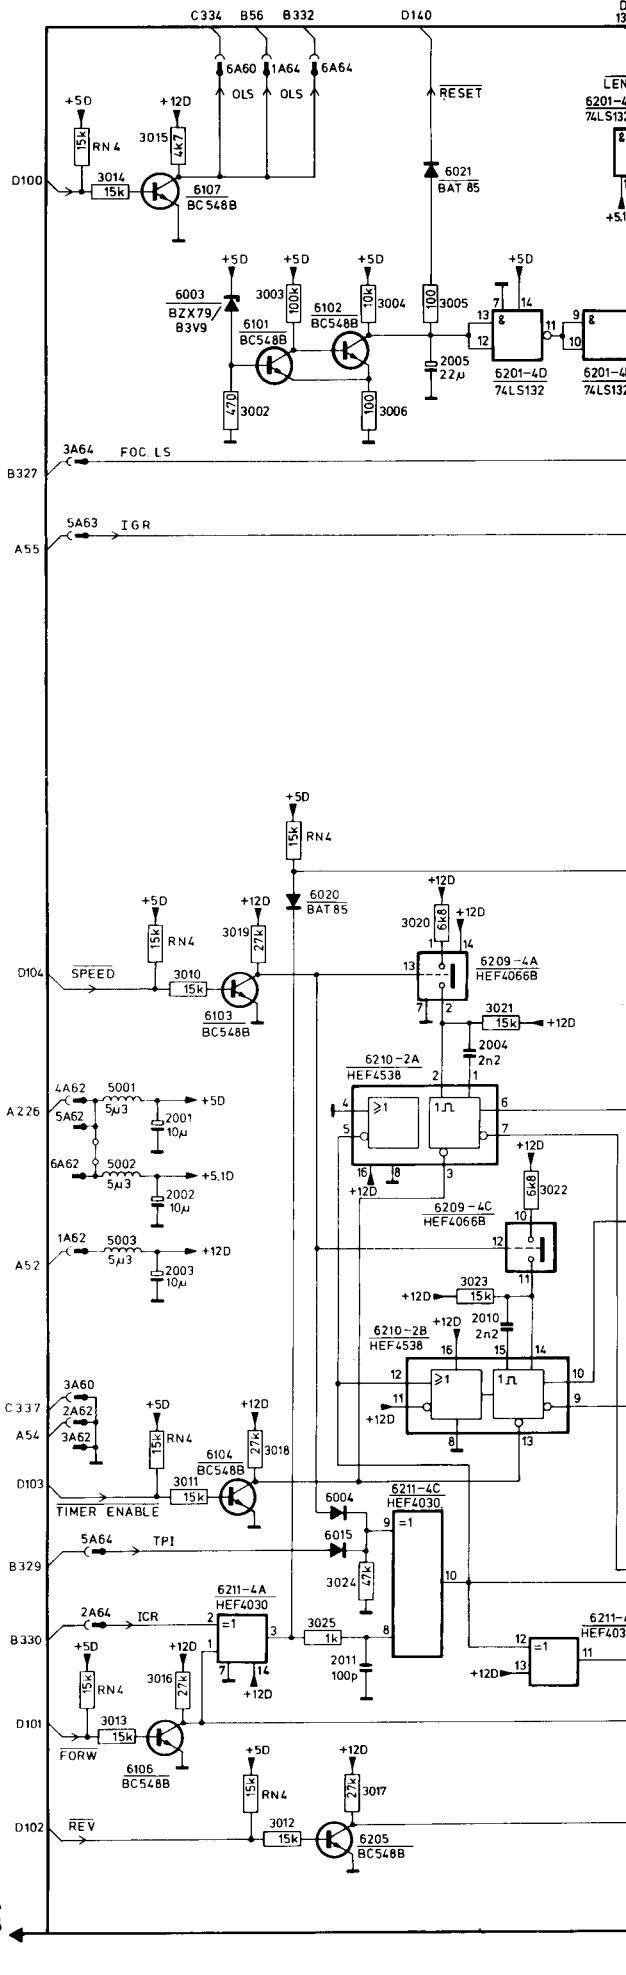 C334 B56 B332 D140
13
6A60 1A64 6A64
OLS OLS
RESET
LEN
6201-4
74LS132
&
+5.1
+5D +12D
15k RN4 3015 4k7
D100 3014 15k
6107
BC548B
6021
BAT 85
+5D +5D +5D +5D
6003
BZX79/
B3V9
3003 100k 6102
BC548B
10k 3004 100 3005
6101
BC548B
7 14
13 & 11 9 &
12 10
2005
22µ
6201-4D
74LS132
6201-4
74LS132
470 3002 100 3006
3A64 FOC. LS
B327
5A63 IGR
A55
+5D
15k RN4
+12D
6020
BAT85
+5D +12D
3019 27k
3020 6k8 +12D
1 14
15k RN4
D104 SPEED 3010 15k
6103
BC548B
13 7 2
6209-4A
HEF4066B
3021
15k +12D
2004
2n2
6210-2A
HEF4538
2 1
4A62 5001 +5D
A226 5µ3
5A62 2001
10µ
4 ≥1 1 6
5 7
16 8 3
+12D
6A62 5002 +5,1D
5µ3
2002
10µ
+12D
6k8 3022
6209-4C
HEF4066B
10
12
11
1A62 5003 +12D
A52 5µ3
2003
10µ
3023
+12D 15k
6210-2B
HEF4538
+12D
2010
2n2
16 15 14
12 ≥1 1 10
11 9
+12D 8 13
3A60
C337 2A62
A54
3A62
+5D +12D
15k RN4 6104
BC548B
27k 3018
D103 3011 15k
TIMER ENABLE
6004
6211-4C
HEF4030
9 =1
5A64 TPI 6015
B329
3024 47k
10
6211-4A
HEF4030
2A64 ICR 2 =1
B330 1 3
7 14
+12D
3025
1k
8
2011
100p
6211-
HEF403
12 =1
+12D 13 11
+5D +12D
15k RN4 3016 27k
D101 3013 15k
FORW
6106
BC548B
+5D +12D
15k RN4 27k 3017
D102 REV 3012 15k
6205
BC548B